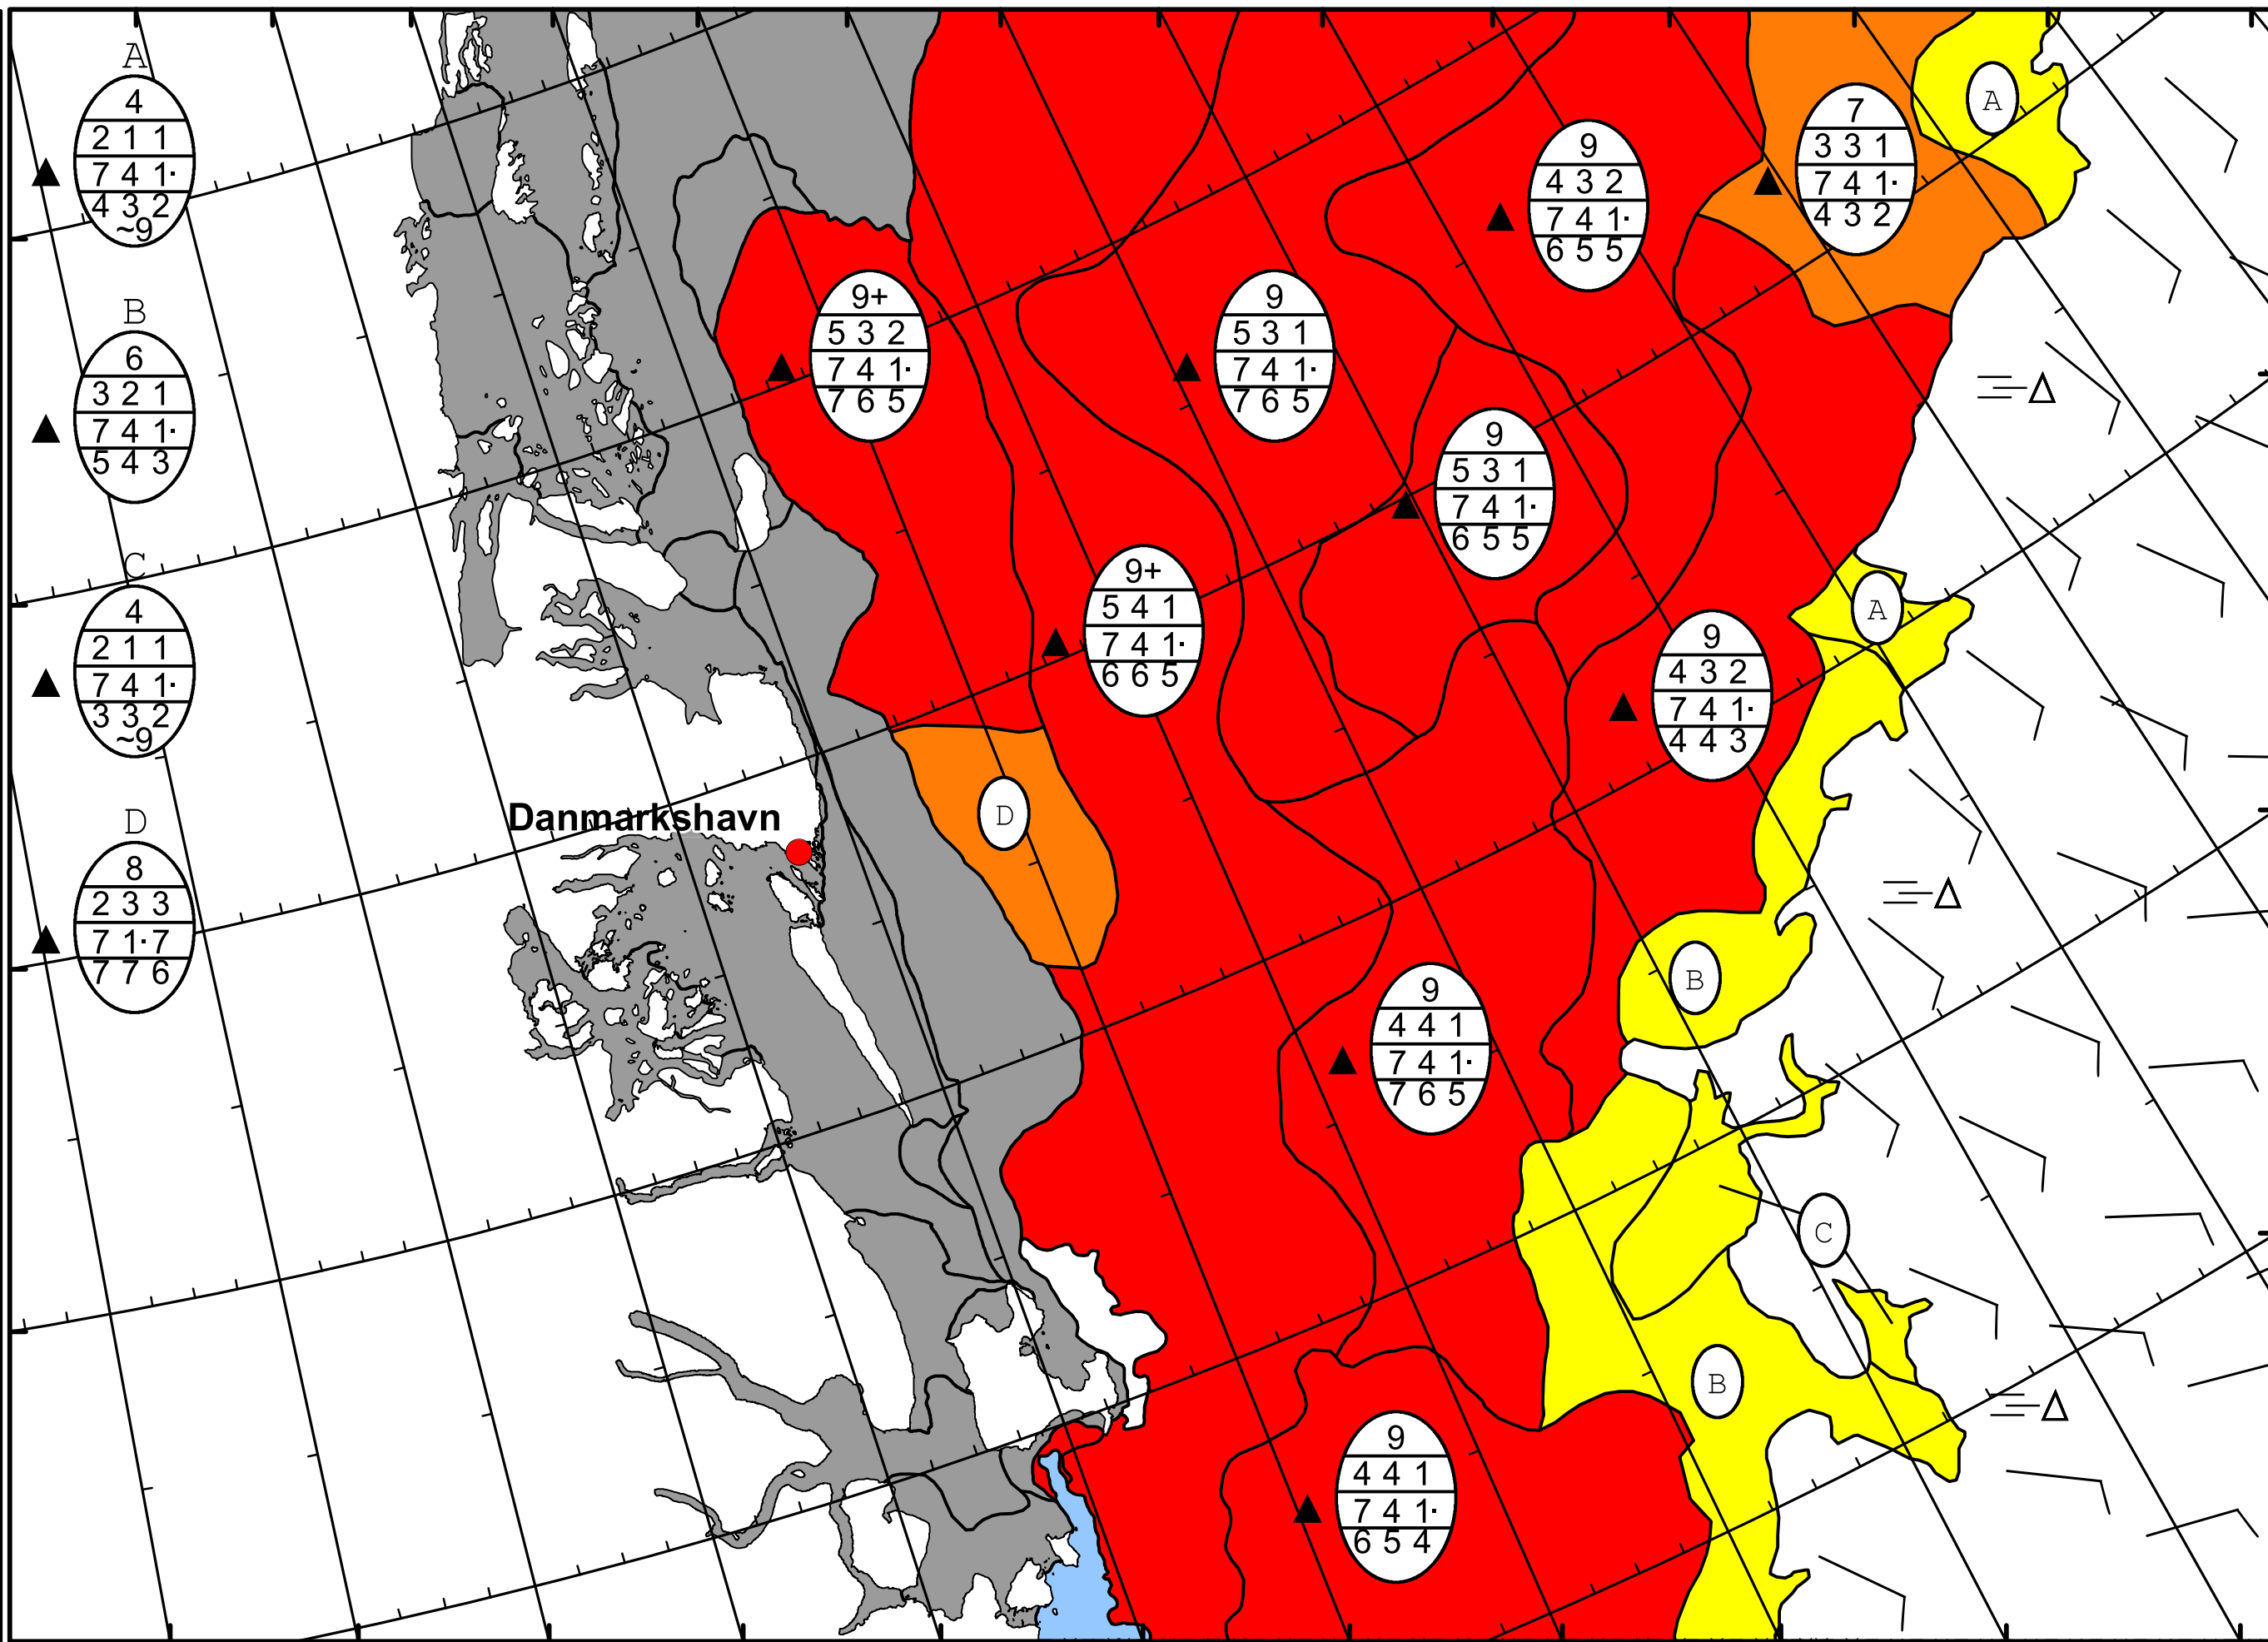 A
4
2 1 1
7 4 1·
4 3 2
~9
B
6
3 2 1
7 4 1·
5 4 3
C
4
2 1 1
7 4 1·
3 3 2
~9
D
8
2 3 3
7 1·7
7 7 6
A
7
3 3 1
7 4 1·
4 3 2
9
4 3 2
7 4 1·
6 5 5
9+
5 3 2
7 4 1·
7 6 5
9
5 3 1
7 4 1·
7 6 5
9
5 3 1
7 4 1·
6 5 5
9+
5 4 1
7 4 1·
6 6 5
A
9
4 3 2
7 4 1·
4 4 3
Danmarkshavn
D
B
9
4 4 1
7 4 1·
7 6 5
C
B
9
4 4 1
7 4 1·
6 5 4